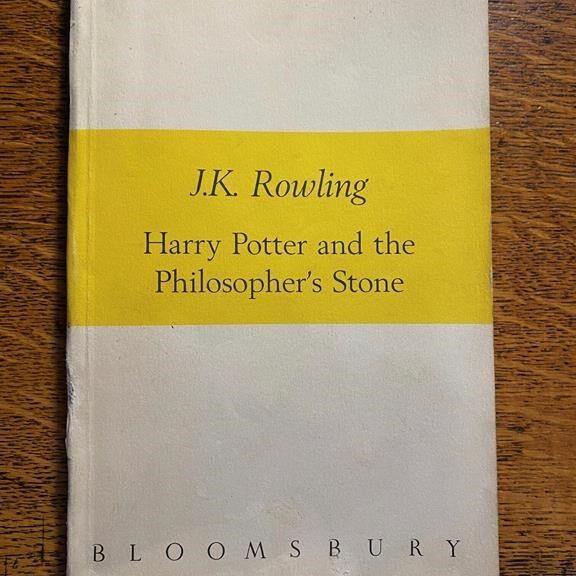 J.K. Rowling
Harry Potter and the
Philosopher's Stone
BLOOMSBURY